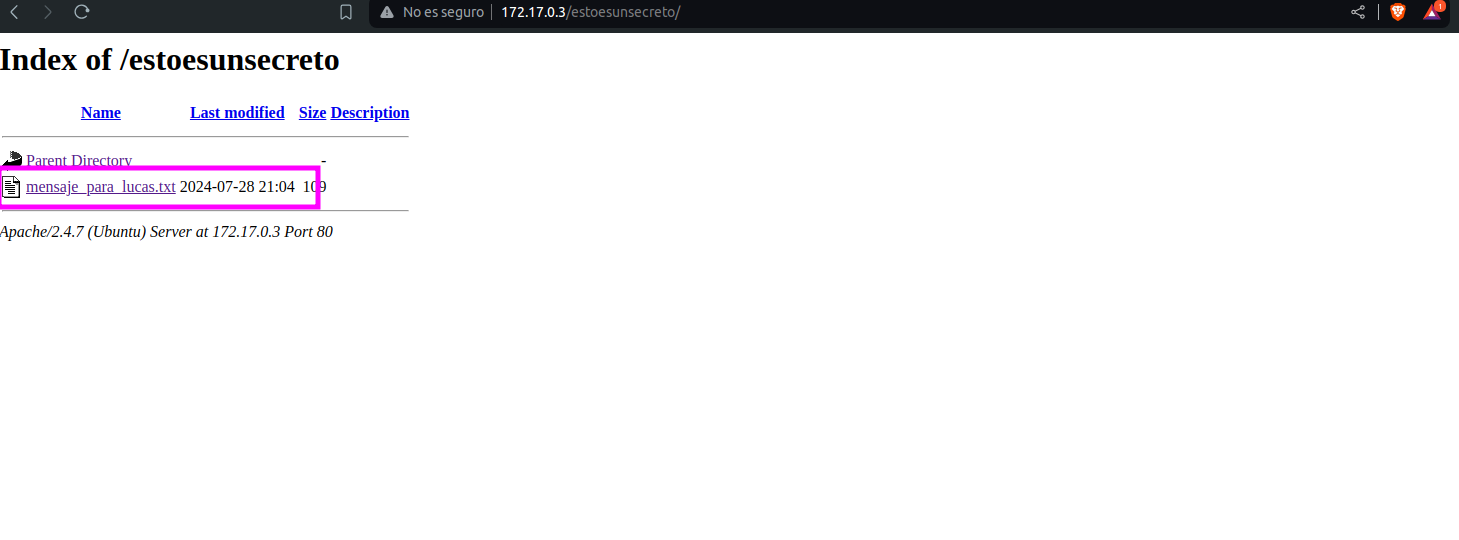 No es seguro 172.17.0.3/estoesunsecreto/
1
Index of /estoesunsecreto
Name Last modified Size Description
Parent Directory -
mensaje_para_lucas.txt 2024-07-28 21:04 109
Apache/2.4.7 (Ubuntu) Server at 172.17.0.3 Port 80